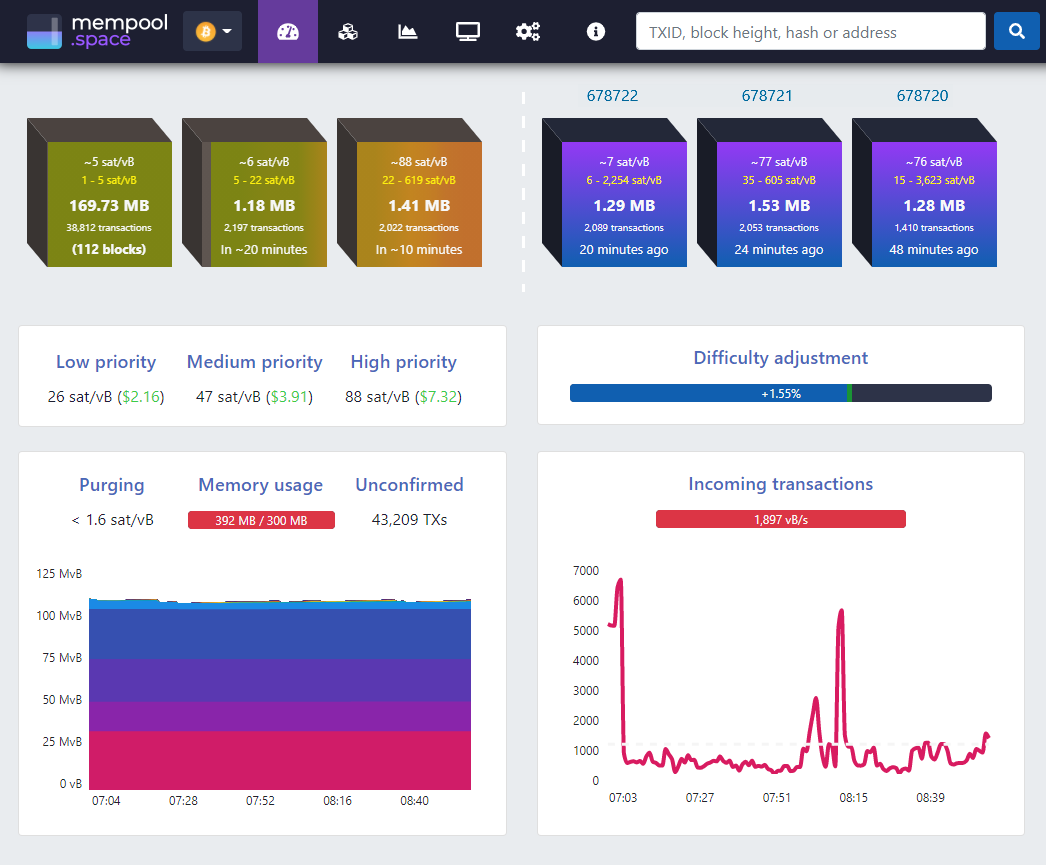 mempool
.space
TXID, block height, hash or address
678722
678721
678720
~5 sat/vB
1 - 5 sat/vB
169.73 MB
38,812 transactions
(112 blocks)
~6 sat/vB
5 - 22 sat/vB
1.18 MB
2,197 transactions
In ~20 minutes
~88 sat/vB
22 - 619 sat/vB
1.41 MB
2,022 transactions
In ~10 minutes
~7 sat/vB
6 - 2,254 sat/vB
1.29 MB
2,089 transactions
20 minutes ago
~77 sat/vB
35 - 605 sat/vB
1.53 MB
2,053 transactions
24 minutes ago
~76 sat/vB
15 - 3,623 sat/vB
1.28 MB
1,410 transactions
48 minutes ago
Low priority
Medium priority
High priority
26 sat/vB ($2.16)
47 sat/vB ($3.91)
88 sat/vB ($7.32)
Difficulty adjustment
+1.55%
Purging
Memory usage
Unconfirmed
< 1.6 sat/vB
392 MB / 300 MB
43,209 TXs
125 MvB
100 MvB
75 MvB
50 MvB
25 MvB
0 vB
07:04
07:28
07:52
08:16
08:40
Incoming transactions
1,897 vB/s
7000
6000
5000
4000
3000
2000
1000
0
07:03
07:27
07:51
08:15
08:39